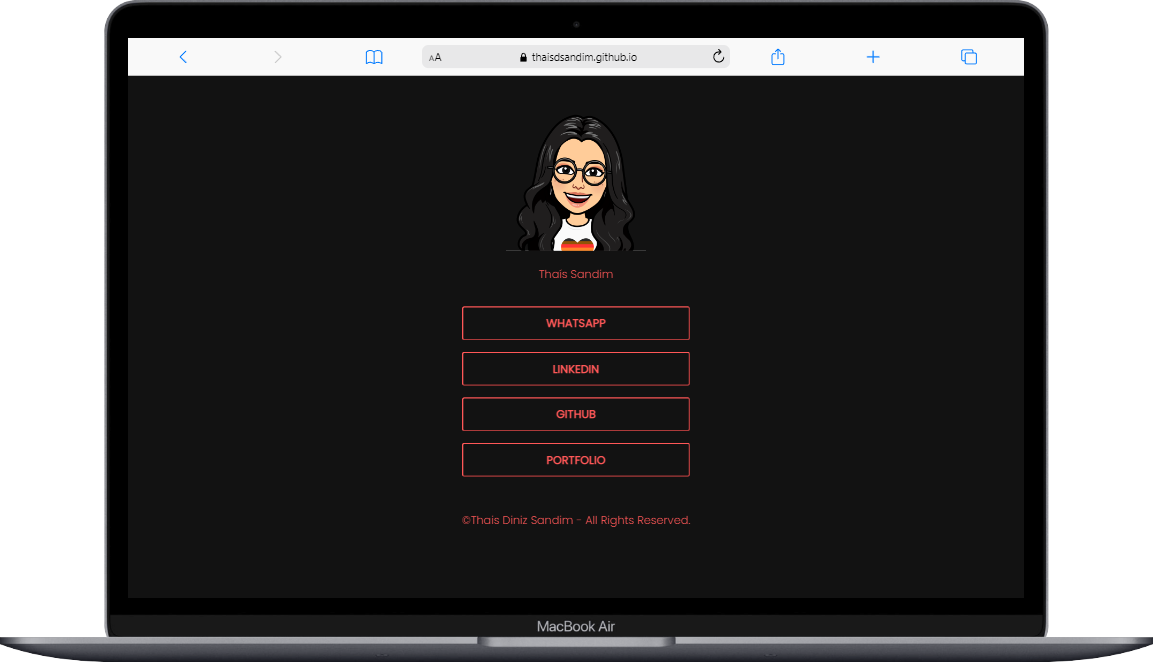 AA thaisdsandim.github.io
Thais Sandim
WHATSAPP
LINKEDIN
GITHUB
PORTFOLIO
©Thais Diniz Sandim - All Rights Reserved.
MacBook Air